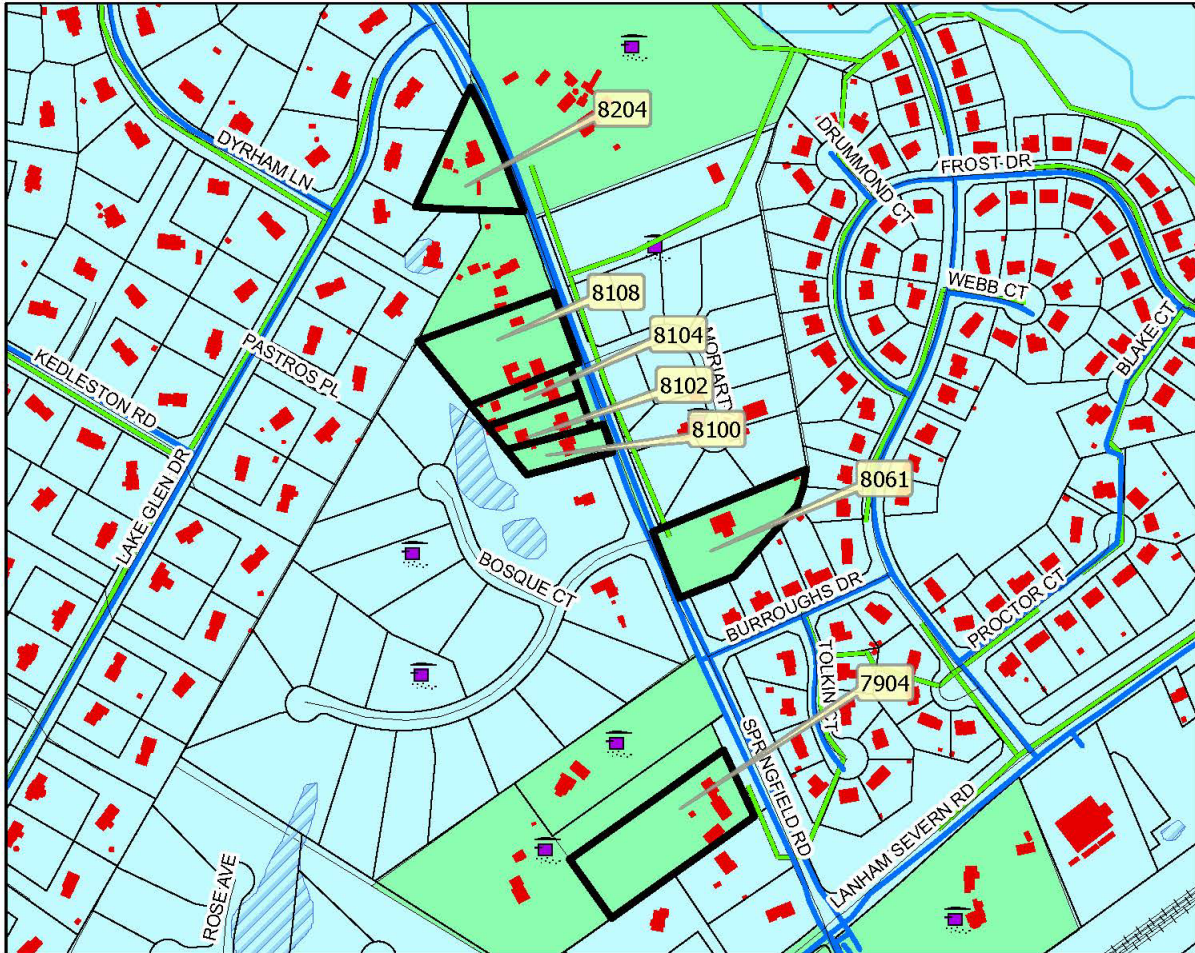 8204
DRUMMOND CT
FROST DR
DYRHAM LN
WEBB CT
8108
BLAKE CT
8104
MORIART
PASTROS PL
KEDLESTON RD
8102
8100
LAKE GLEN DR
8061
BOSQUE CT
BURROUGHS DR
PROCTOR CT
TOLKIN CT
7904
SPRINGFIELD RD
LANHAM SEVERN RD
ROSE AVE